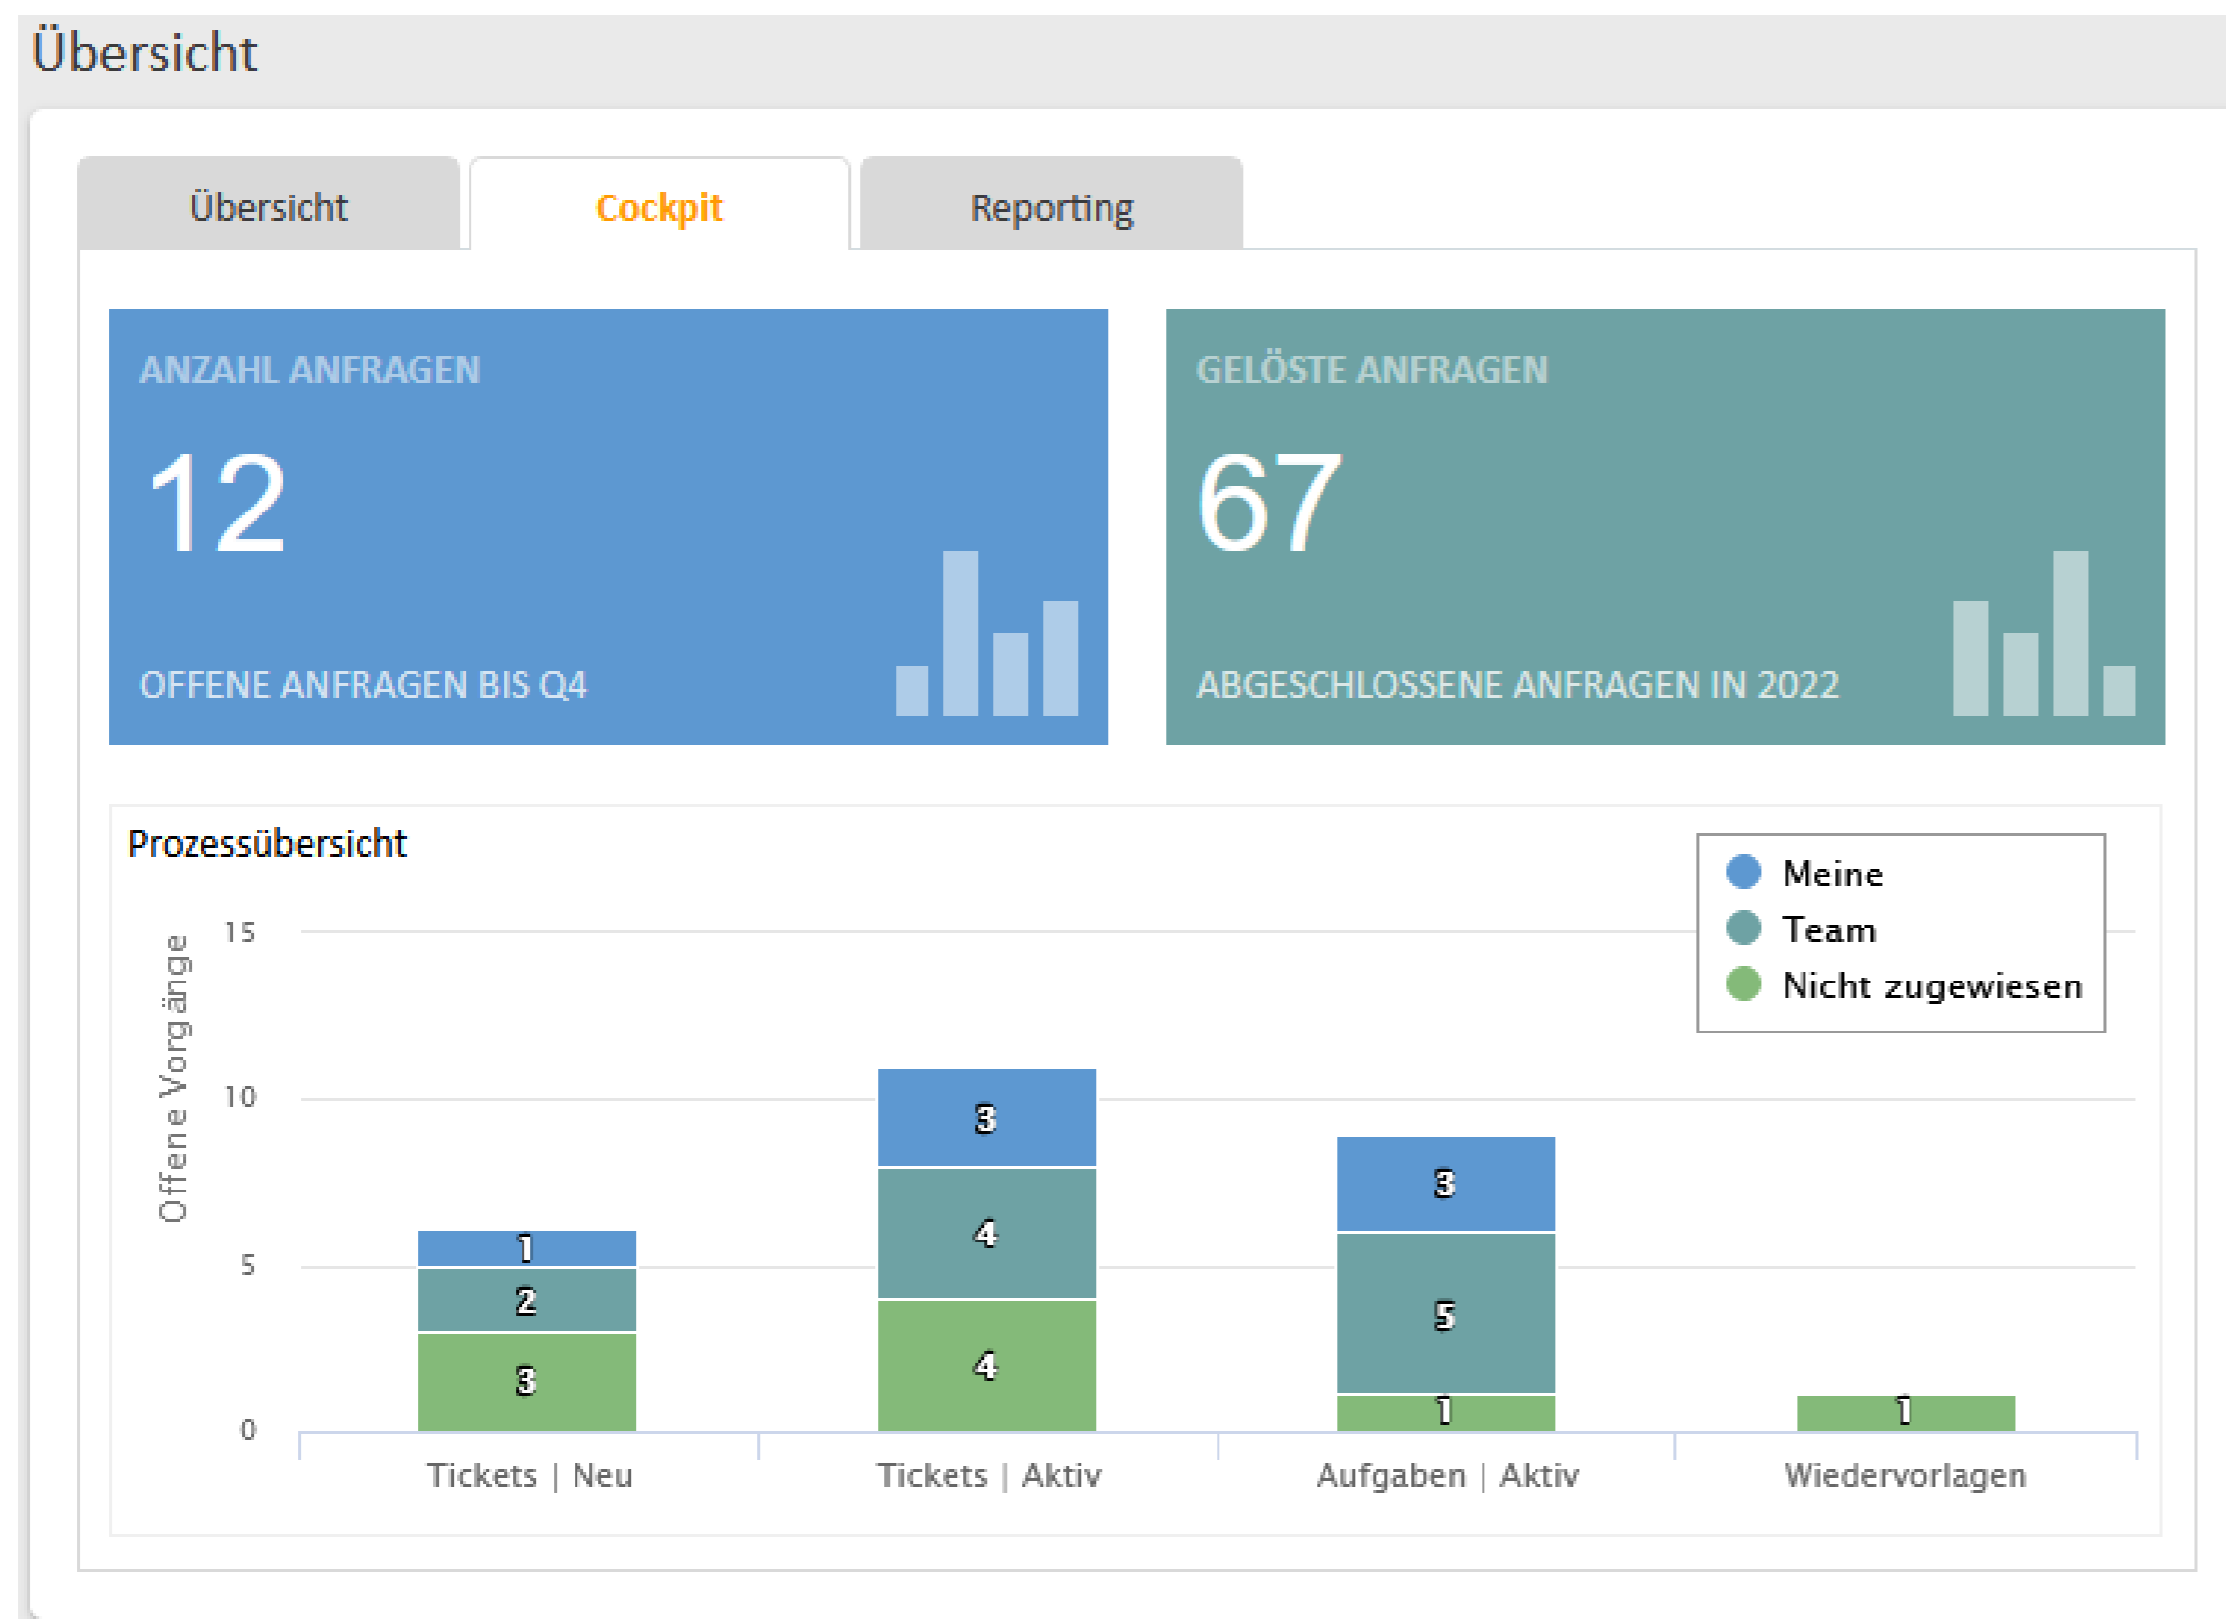 Übersicht
Übersicht
Cockpit
Reporting
ANZAHL ANFRAGEN
12
OFFENE ANFRAGEN BIS Q4
GELÖSTE ANFRAGEN
67
ABGESCHLOSSENE ANFRAGEN IN 2022
Prozessübersicht
Meine
Team
Nicht zugewiesen
Offene Vorgänge
15
10
5
0
1
2
3
3
4
4
3
5
1
1
Tickets | Neu
Tickets | Aktiv
Aufgaben | Aktiv
Wiedervorlagen